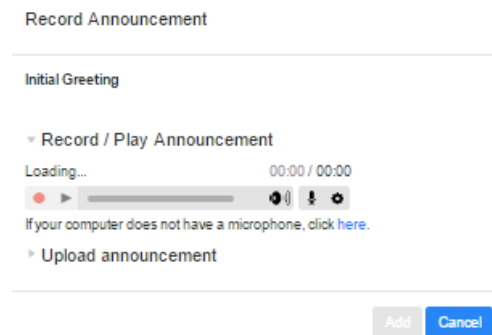 Record Announcement
Initial Greeting
Record / Play Announcement
Loading... 00:00 / 00:00
If your computer does not have a microphone, click here.
Upload announcement
Add Cancel